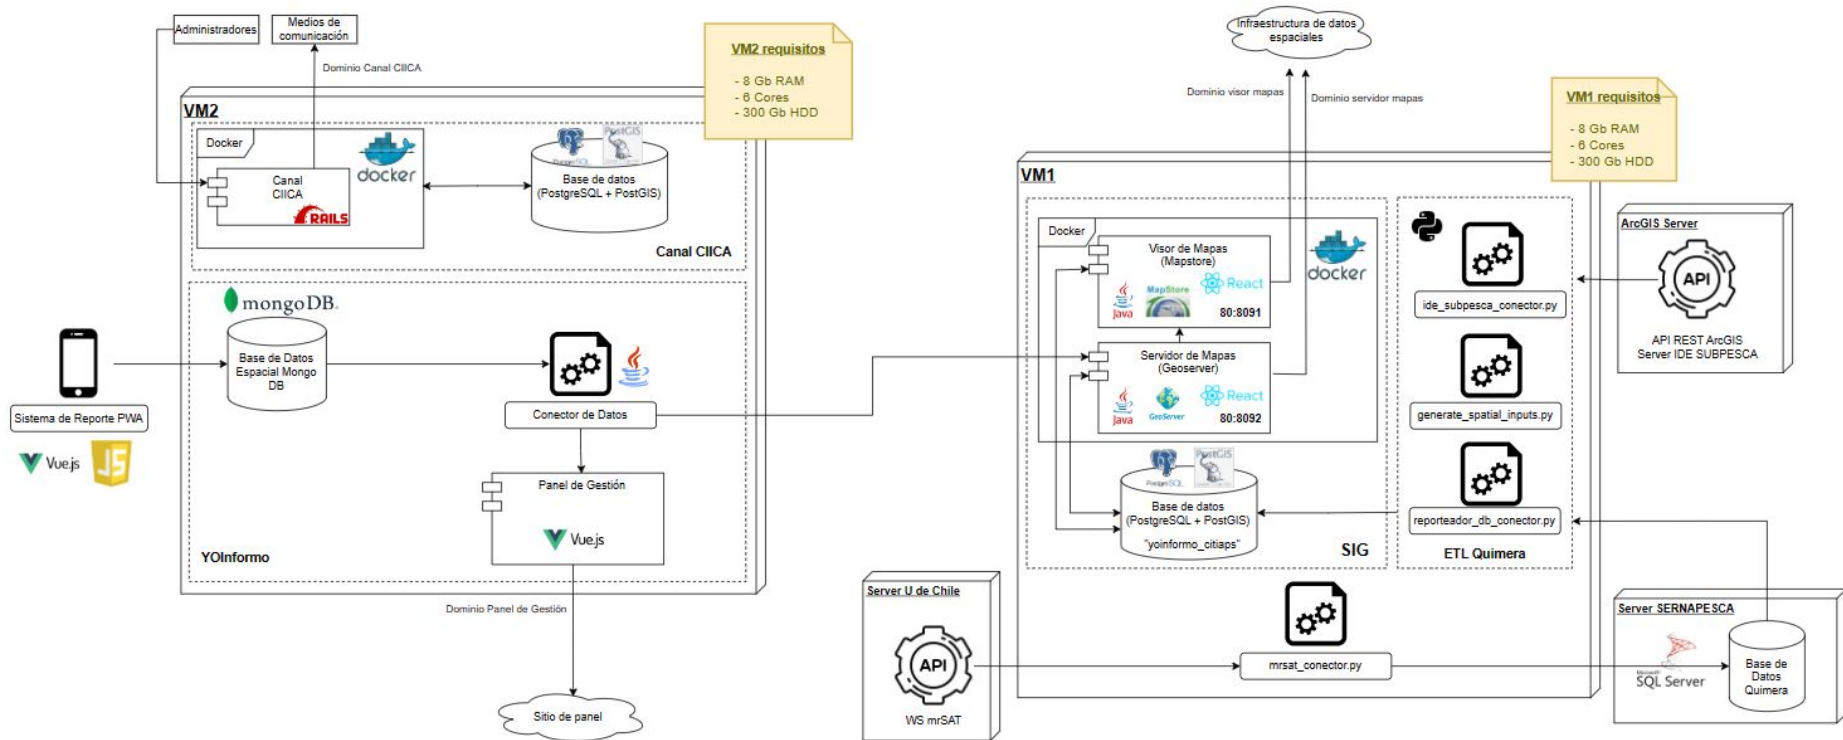 Administradores
Medios de
comunicación
Dominio Canal CIICA
VM2 requisitos
- 8 Gb RAM
- 6 Cores
- 300 Gb HDD
VM2
Docker
docker
Canal
CIICA
RAILS
PostgreSQL
PostGIS
Base de datos
(PostgreSQL + PostGIS)
Canal CIICA
mongoDB.
Base de Datos
Espacial Mongo
DB
Conector de Datos
Sistema de Reporte PWA
Vue.js
JS
Panel de Gestión
Vue.js
YOInformo
Dominio Panel de Gestión
Sitio de panel
Infraestructura de datos
espaciales
Dominio visor mapas
Dominio servidor mapas
VM1 requisitos
- 8 Gb RAM
- 6 Cores
- 300 Gb HDD
VM1
Docker
docker
Visor de Mapas
(Mapstore)
Java
MapStore
React
80:8091
Servidor de Mapas
(Geoserver)
Java
GeoServer
React
80:8092
PostgreSQL
PostGIS
Base de datos
(PostgreSQL + PostGIS)
"yoinformo_citiaps"
SIG
ide_subpesca_conector.py
generate_spatial_inputs.py
reporteador_db_conector.py
ETL Quimera
ArcGIS Server
API
API REST ArcGIS
Server IDE SUBPESCA
Server U de Chile
API
WS mrSAT
mrsat_conector.py
Server SERNAPESCA
Microsoft
SQL Server
Base de
Datos
Quimera